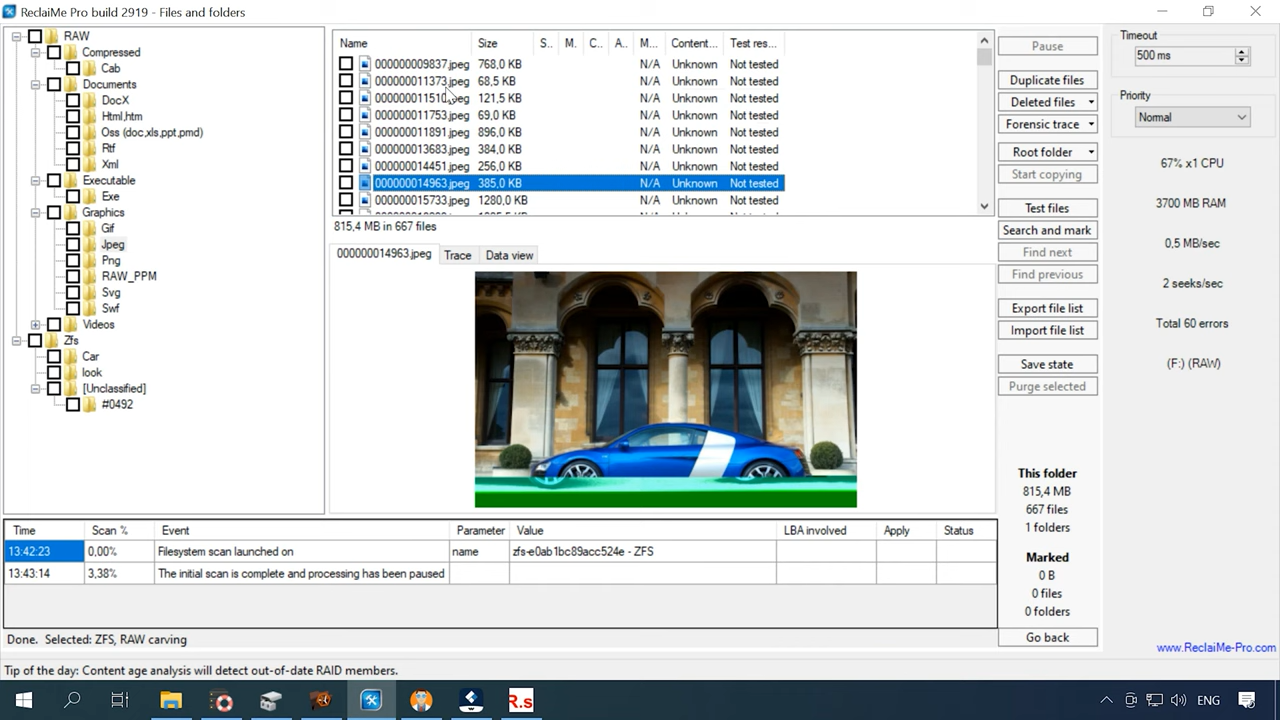 ReclaiMe Pro build 2919 - Files and folders
RAW
Compressed
Cab
Documents
DocX
Html,htm
Oss (doc,xls,ppt,pmd)
Rtf
Xml
Executable
Exe
Graphics
Gif
Jpeg
Png
RAW_PPM
Svg
Swf
Videos
Zfs
Car
look
[Unclassified]
#0492
Name Size S.. M. C.. A.. M... Content... Test res...
000000009837.jpeg 768,0 KB N/A Unknown Not tested
000000011373.jpeg 68,5 KB N/A Unknown Not tested
000000011510.jpeg 121,5 KB N/A Unknown Not tested
000000011753.jpeg 69,0 KB N/A Unknown Not tested
000000011891.jpeg 896,0 KB N/A Unknown Not tested
000000013683.jpeg 384,0 KB N/A Unknown Not tested
000000014451.jpeg 256,0 KB N/A Unknown Not tested
000000014963.jpeg 385,0 KB N/A Unknown Not tested
000000015733.jpeg 1280,0 KB N/A Unknown Not tested
815,4 MB in 667 files
000000014963.jpeg Trace Data view
Pause
Duplicate files
Deleted files
Forensic trace
Root folder
Start copying
Test files
Search and mark
Find next
Find previous
Export file list
Import file list
Save state
Purge selected
This folder
815,4 MB
667 files
1 folders
Marked
0 B
0 files
0 folders
Go back
Timeout
500 ms
Priority
Normal
67% x1 CPU
3700 MB RAM
0,5 MB/sec
2 seeks/sec
Total 60 errors
(F:) (RAW)
www.ReclaiMe-Pro.com
Time Scan % Event Parameter Value LBA involved Apply Status
13:42:23 0,00% Filesystem scan launched on name zfs-e0ab1bc89acc524e - ZFS
13:43:14 3,38% The initial scan is complete and processing has been paused
Done. Selected: ZFS, RAW carving
Tip of the day: Content age analysis will detect out-of-date RAID members.
R.s
ENG